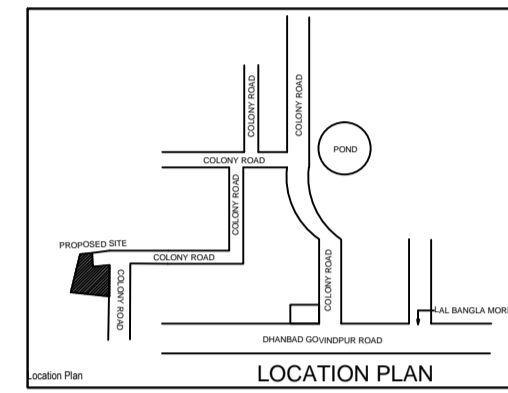 COLONY ROAD
COLONY ROAD
POND
COLONY ROAD
COLONY ROAD
PROPOSED SITE
COLONY ROAD
COLONY ROAD
COLONY ROAD
LAL BANGLA MORE
DHANBAD GOVINDPUR ROAD
Location Plan
LOCATION PLAN